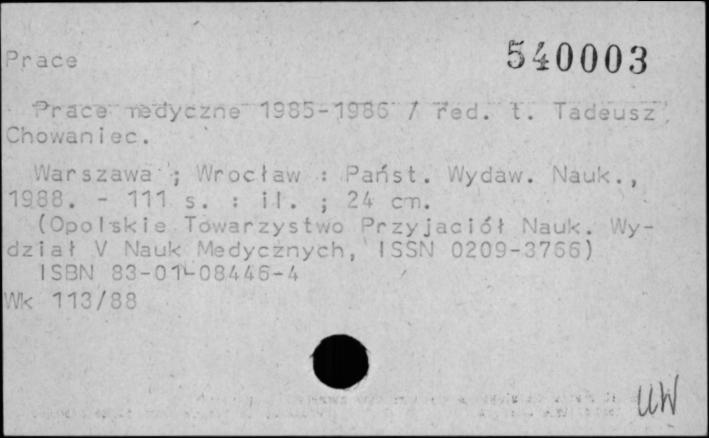 Prace
540003
Prace medyczne 1985-1986 / red. t. Tadeusz
Chowaniec.
Warszawa ; Wrocław : Państ. Wydaw. Nauk.,
1988. - 111 s. : il. ; 24 cm.
(Opolskie Towarzystwo Przyjaciół Nauk. Wy-
dział V Nauk Medycznych, ISSN 0209-3766)
ISBN 83-01-08446-4
Wk 113/88
UW